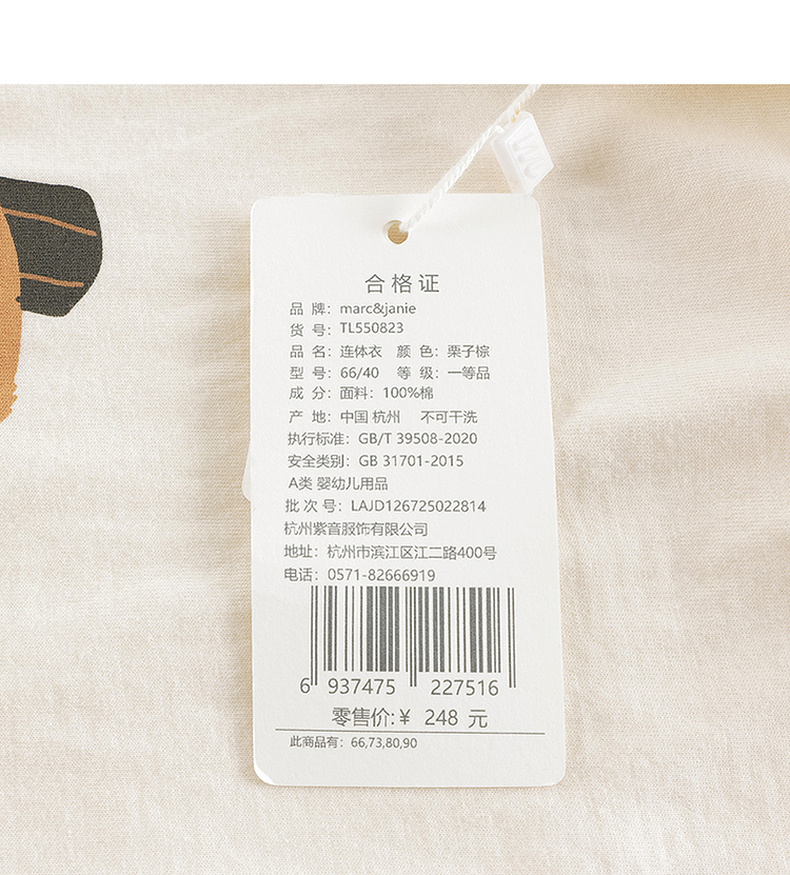 合格证
品 牌：marc&janie
货 号：TL550823
品 名：连体衣 颜 色：栗子棕
型 号：66/40 等 级：一等品
成 分：面料：100%棉
产 地：中国 杭州 不可干洗
执行标准：GB/T 39508-2020
安全类别：GB 31701-2015
A类 婴幼儿用品
批 次 号：LAJD126725022814
杭州紫音服饰有限公司
地址：杭州市滨江区江二路400号
电话：0571-82666919
6 937475 227516
零售价:￥ 248 元
此商品有：66,73,80,90